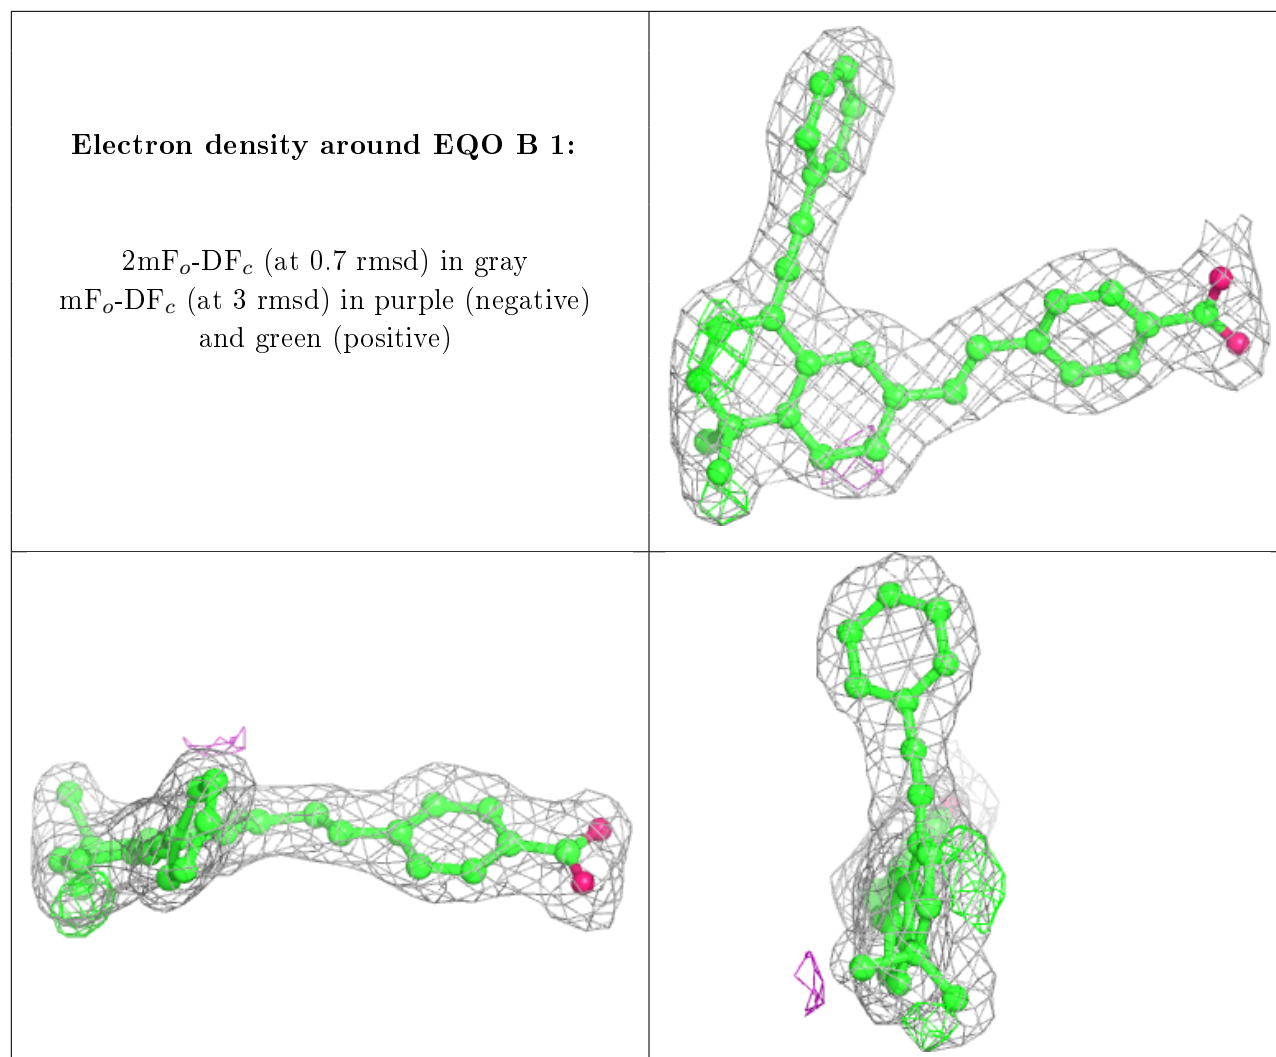 Electron density around EQO B 1:
2mFo-DFc (at 0.7 rmsd) in gray
mFo-DFc (at 3 rmsd) in purple (negative)
and green (positive)